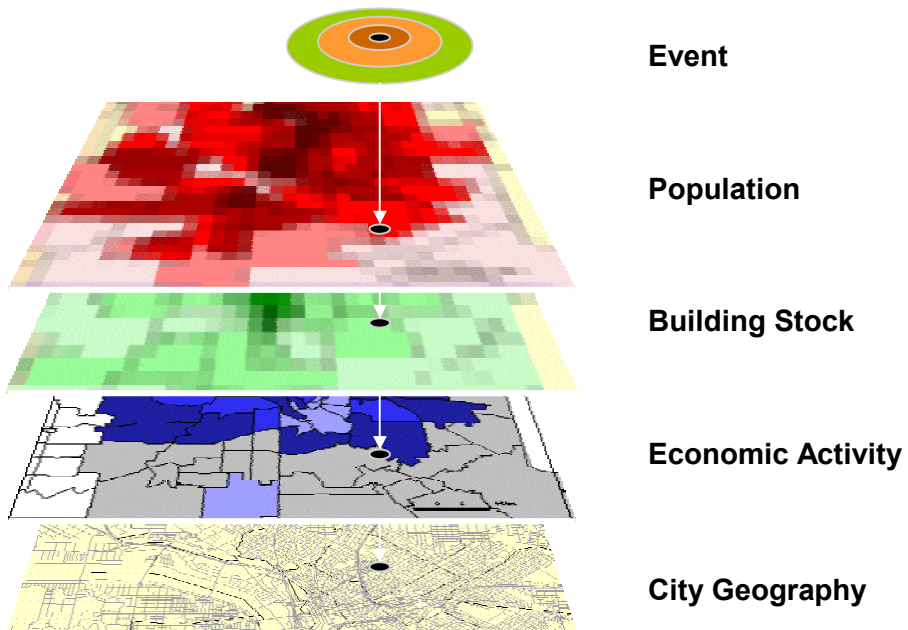 Event
Population
Building Stock
Economic Activity
City Geography